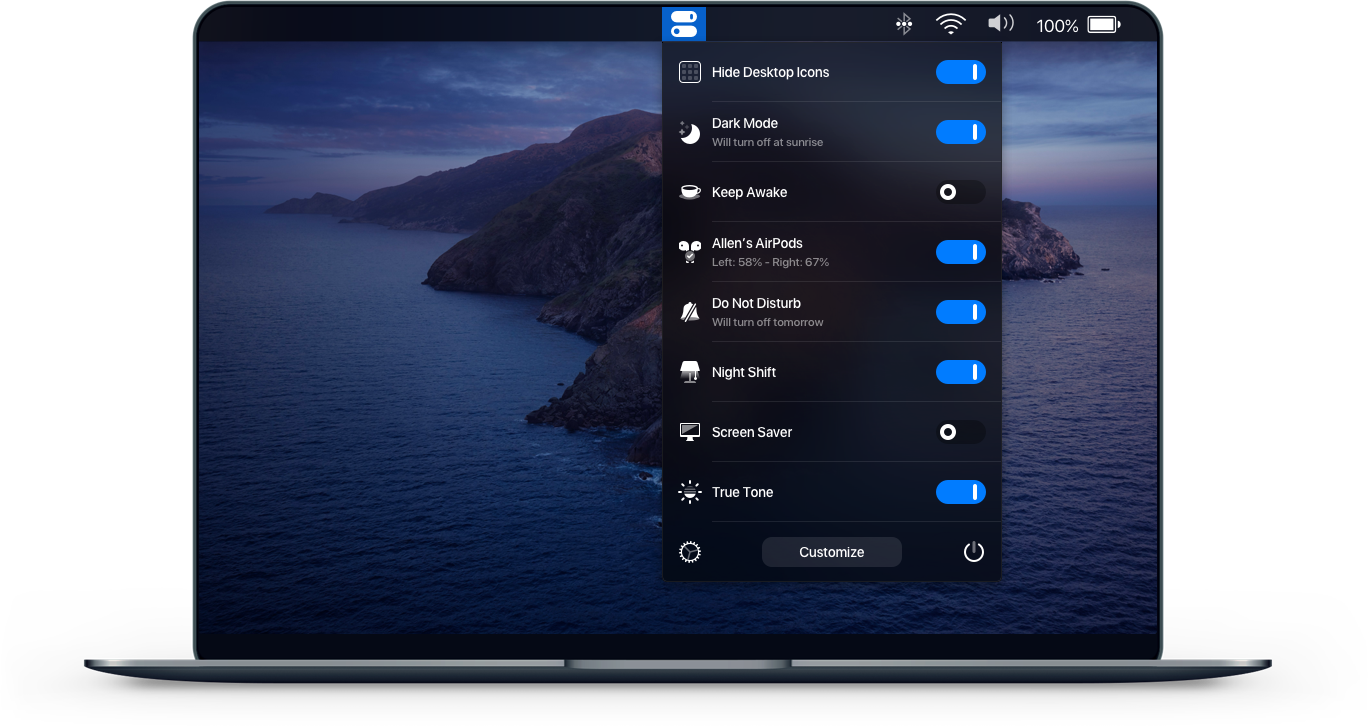 100%
Hide Desktop Icons
Dark Mode
Will turn off at sunrise
Keep Awake
Allen’s AirPods
Left: 58% - Right: 67%
Do Not Disturb
Will turn off tomorrow
Night Shift
Screen Saver
True Tone
Customize